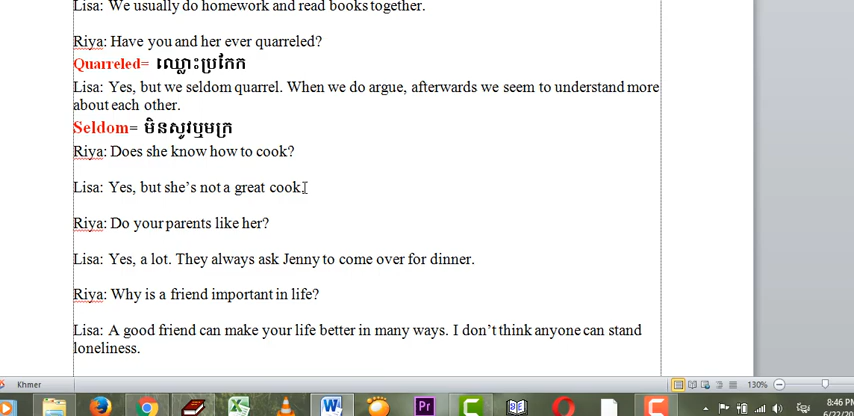 Lisa: We usually do homework and read books together.
Riya: Have you and her ever quarreled?
Quarreled= ឈ្លោះប្រកែក
Lisa: Yes, but we seldom quarrel. When we do argue, afterwards we seem to understand more
about each other.
Seldom= មិនសូវឬមក្រ
Riya: Does she know how to cook?
Lisa: Yes, but she's not a great cook.
Riya: Do your parents like her?
Lisa: Yes, a lot. They always ask Jenny to come over for dinner.
Riya: Why is a friend important in life?
Lisa: A good friend can make your life better in many ways. I don't think anyone can stand
loneliness.
Khmer
130%
W
Pr
8:46